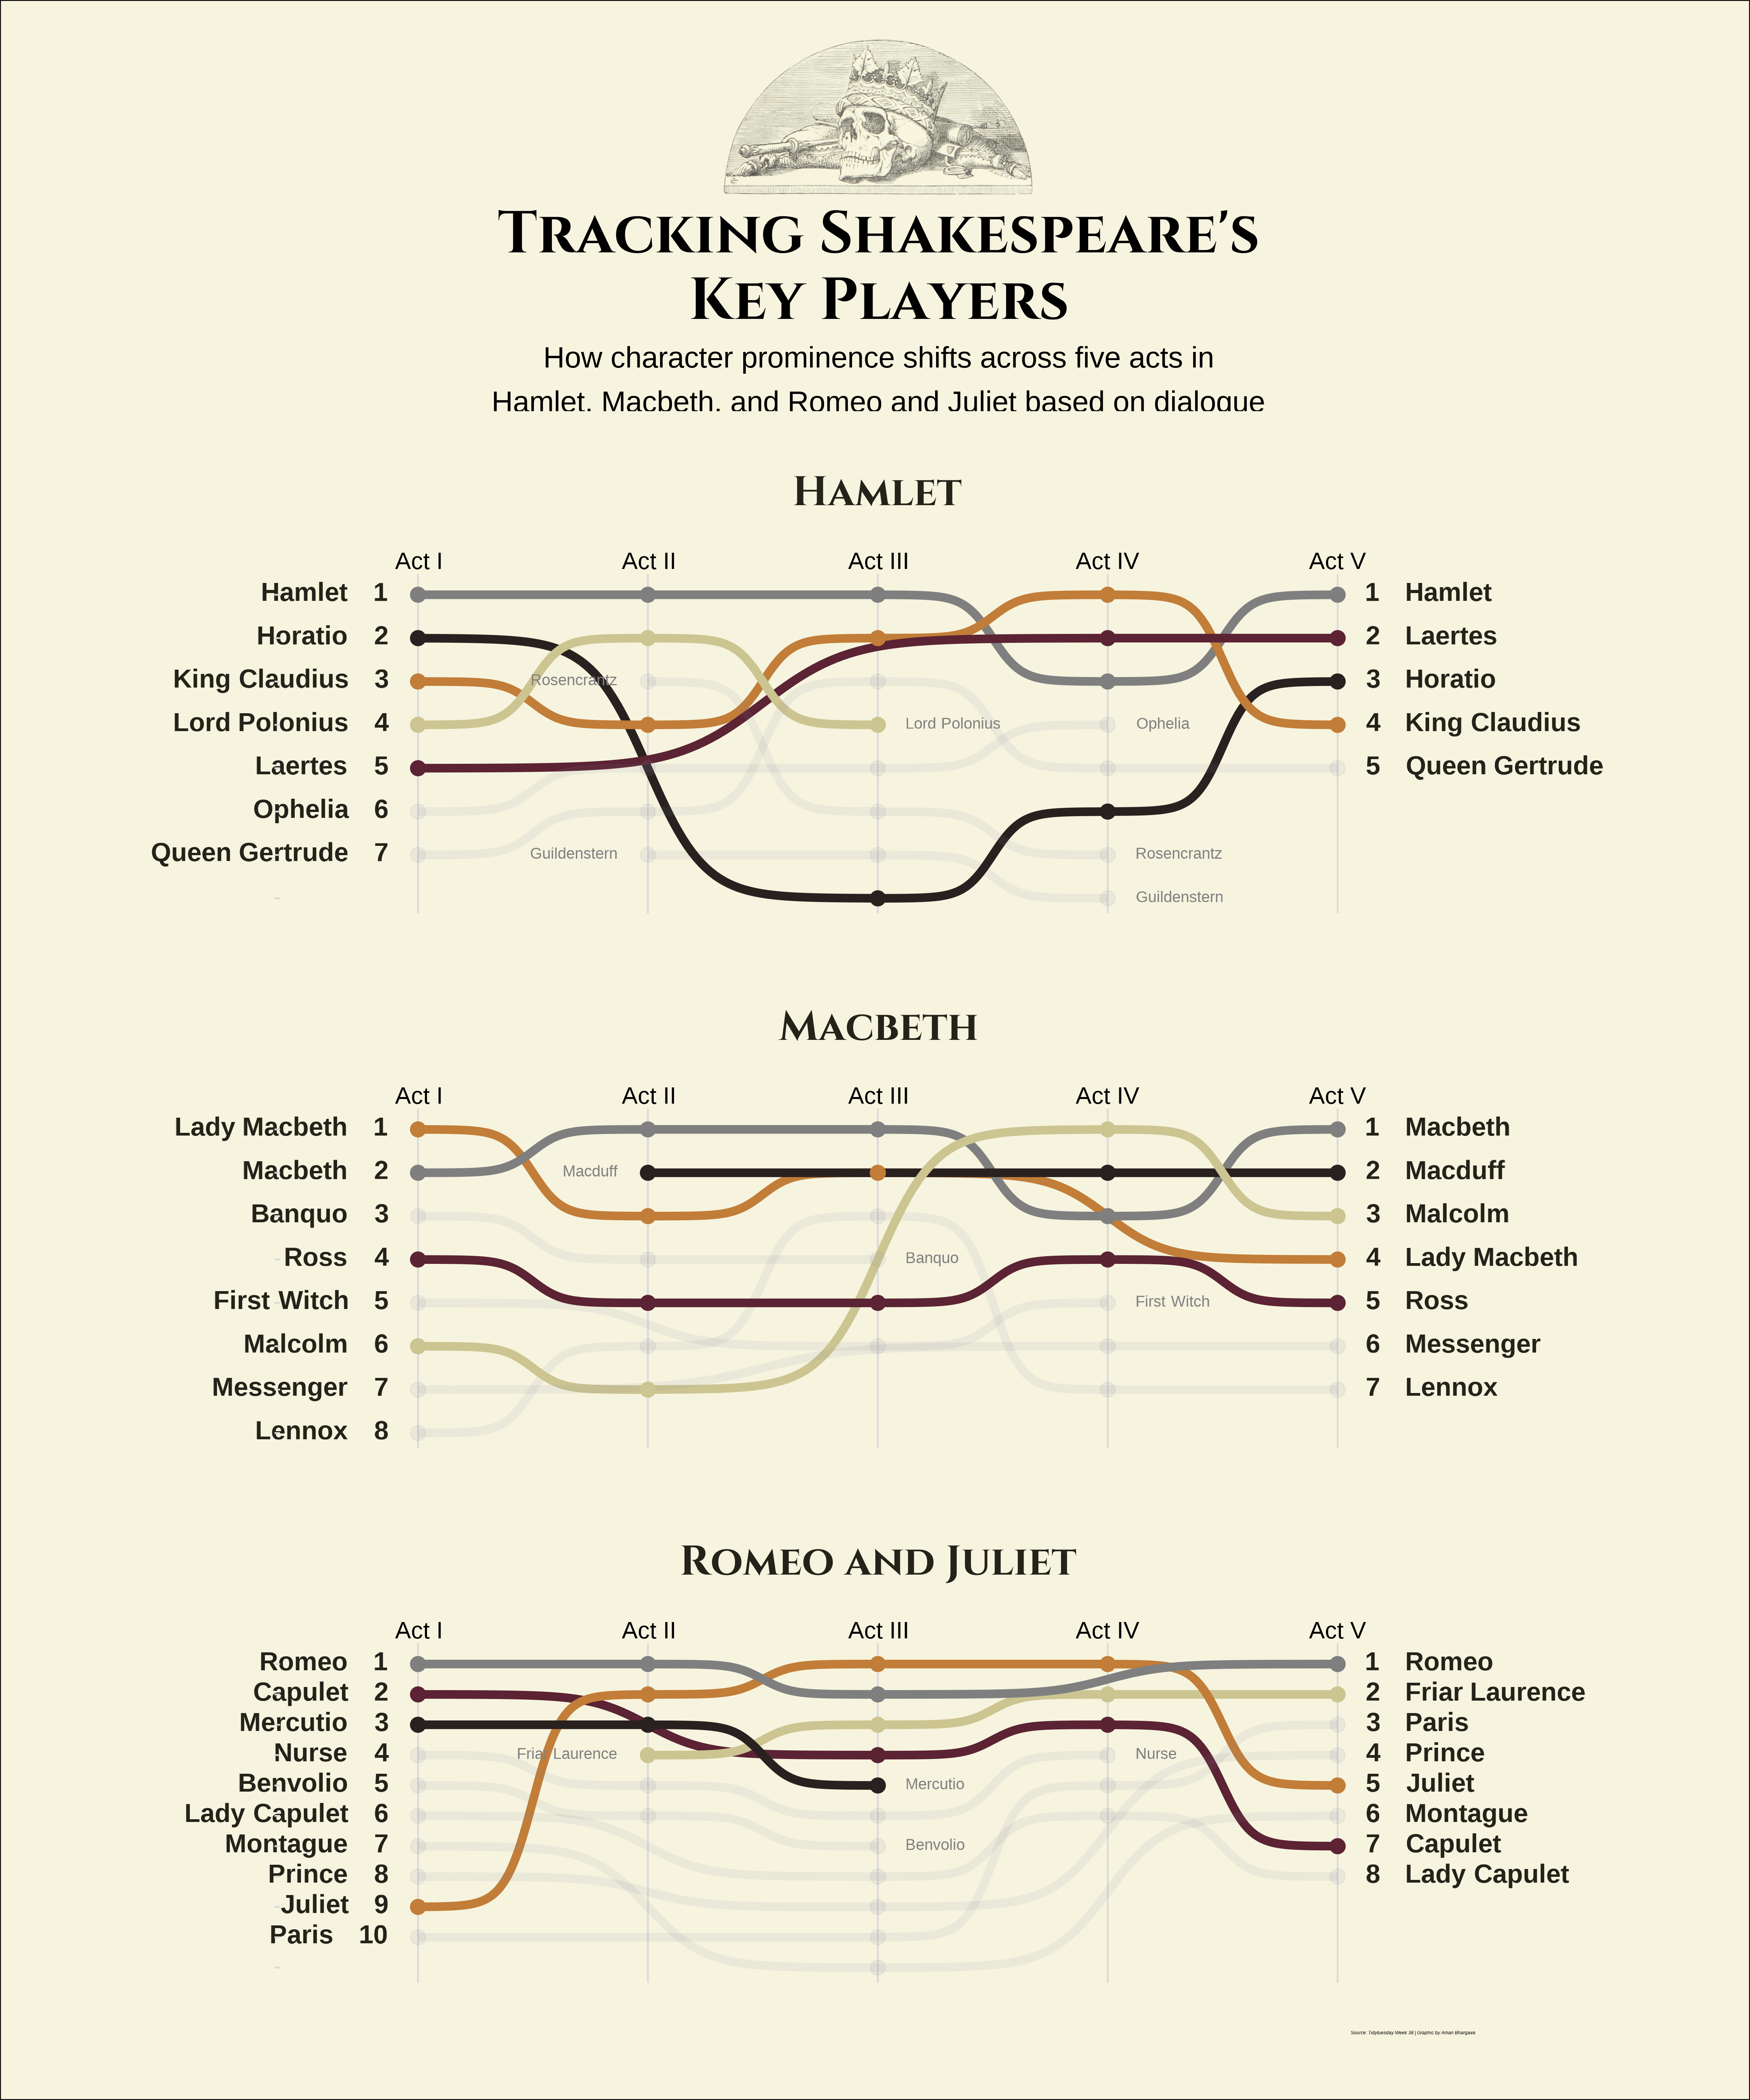 Tracking Shakespeare's
Key Players
How character prominence shifts across five acts in
Hamlet, Macbeth, and Romeo and Juliet based on dialogue
Hamlet
Act I Act II Act III Act IV Act V
Hamlet 1 1 Hamlet
Horatio 2 2 Laertes
King Claudius 3 Rosencrantz 3 Horatio
Lord Polonius 4 Lord Polonius Ophelia 4 King Claudius
Laertes 5 5 Queen Gertrude
Ophelia 6
Queen Gertrude 7 Guildenstern Rosencrantz
Guildenstern
Macbeth
Act I Act II Act III Act IV Act V
Lady Macbeth 1 1 Macbeth
Macbeth 2 Macduff 2 Macduff
Banquo 3 3 Malcolm
Ross 4 Banquo 4 Lady Macbeth
First Witch 5 First Witch 5 Ross
Malcolm 6 6 Messenger
Messenger 7 7 Lennox
Lennox 8
Romeo and Juliet
Act I Act II Act III Act IV Act V
Romeo 1 1 Romeo
Capulet 2 2 Friar Laurence
Mercutio 3 3 Paris
Nurse 4 Friar Laurence Nurse 4 Prince
Benvolio 5 Mercutio 5 Juliet
Lady Capulet 6 6 Montague
Montague 7 Benvolio 7 Capulet
Prince 8 8 Lady Capulet
Juliet 9
Paris 10
Source: Tidytuesday Week 38 | Graphic by Aman Bhargava